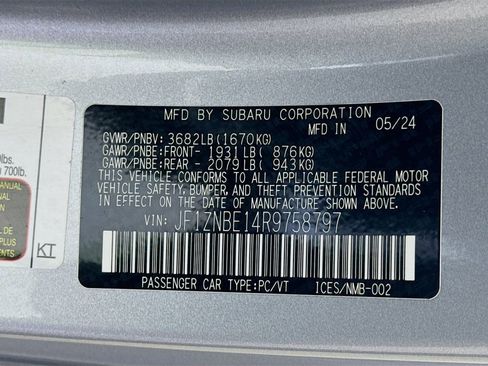 MFD BY SUBARU CORPORATION
MFD IN 05/24
GVWR/PNBV: 3682LB(1670KG)
GAWR/PNBE:FRONT- 1931LB( 876KG)
GAWR/PNBE:REAR - 2079LB( 943KG)
THIS VEHICLE CONFORMS TO ALL APPLICABLE FEDERAL MOTOR
VEHICLE SAFETY, BUMPER, AND THEFT PREVENTION STANDARDS
IN EFFECT ON THE DATE OF MANUFACTURE SHOWN ABOVE.
VIN: JF1ZNBE14R9758797
PASSENGER CAR TYPE:PC/VT ICES/NMB-002
lbs.
700lb.
MANUAL
KT